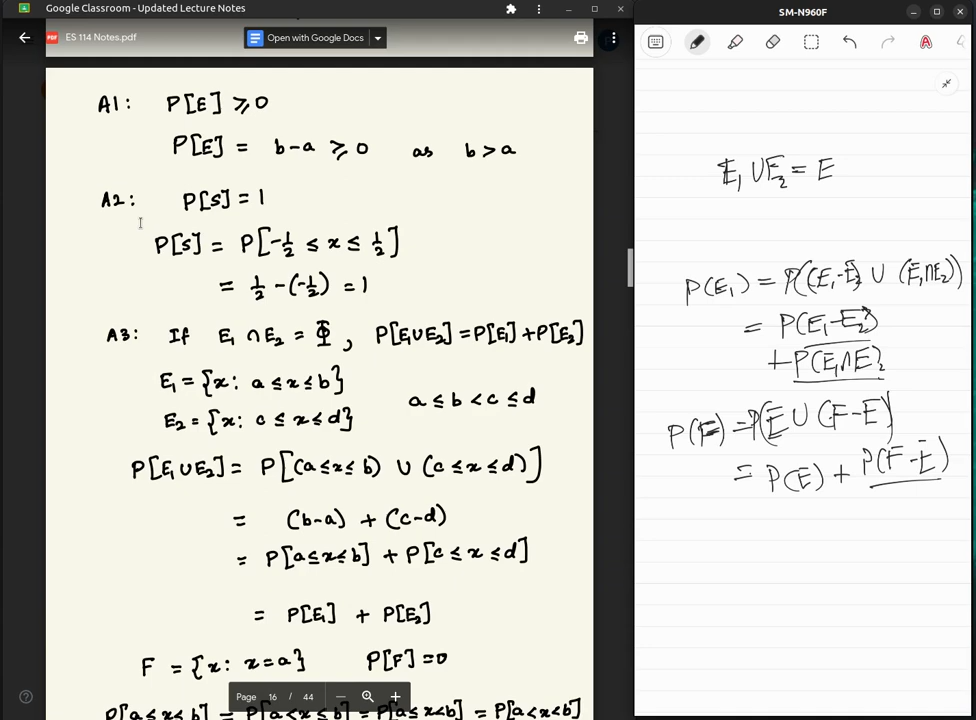 Google Classroom - Updated Lecture Notes
SM-N960F
PDF ES 114 Notes.pdf
Open with Google Docs
A1: P[E] ⩾ 0
P[E] = b-a ⩾ 0 as b > a
A2: P[S] = 1
P[S] = P[-1/2 ≤ x ≤ 1/2]
= 1/2 - (-1/2) = 1
A3: If E₁ ∩ E₂ = Φ, P[E₁∪E₂] = P[E₁] + P[E₂]
E₁ = {x: a ≤ x ≤ b}
E₂ = {x: c ≤ x ≤ d}
a ≤ b < c ≤ d
P[E₁∪E₂] = P[(a≤x≤b) ∪ (c≤x≤d)]
= (b-a) + (c-d)
= P[a≤x≤b] + P[c≤x≤d]
= P[E₁] + P[E₂]
F = {x: x=a} P[F] = 0
Page 16 / 44
E₁ ∪ E₂ = E
P(E₁) = P((E₁-E₂) ∪ (E₁∩E₂))
= P(E₁-E₂)
+ P(E₁∩E₂)
P(F) = P(E ∪ (F-E))
= P(E) + P(F-E)